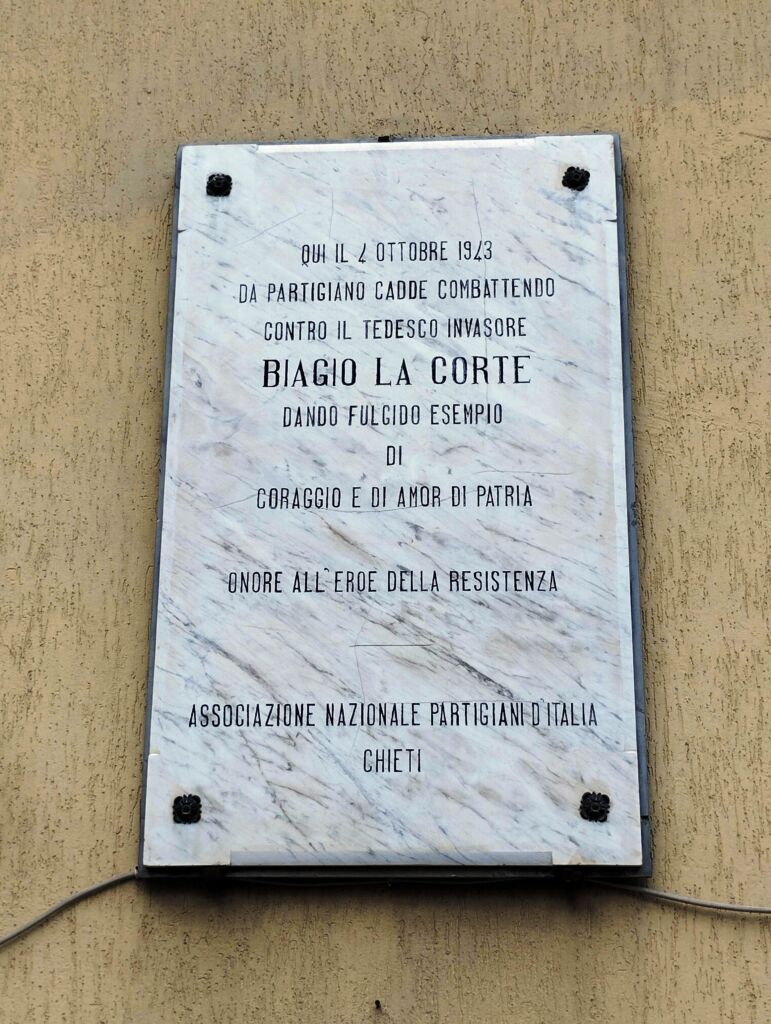 QUI IL 4 OTTOBRE 1943
DA PARTIGIANO CADDE COMBATTENDO
CONTRO IL TEDESCO INVASORE
BIAGIO LA CORTE
DANDO FULGIDO ESEMPIO
DI
CORAGGIO E DI AMOR DI PATRIA
ONORE ALL'EROE DELLA RESISTENZA
ASSOCIAZIONE NAZIONALE PARTIGIANI D'ITALIA
CHIETI